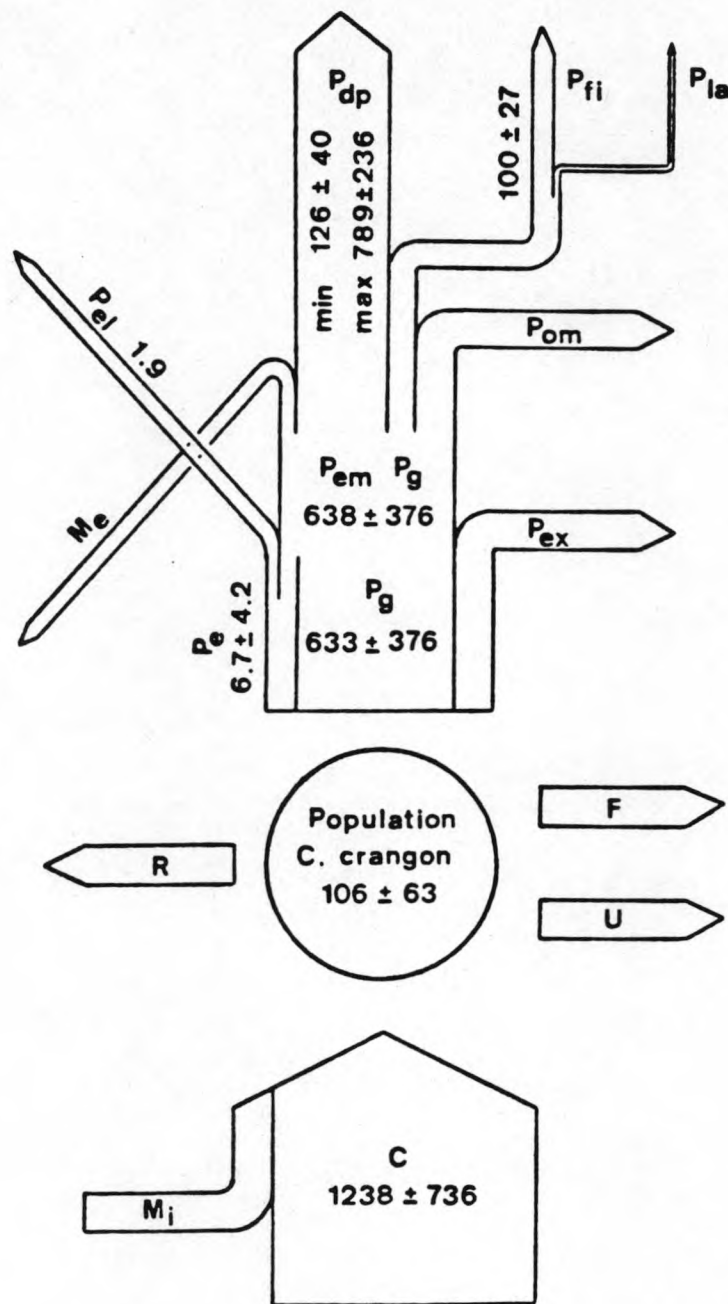 P_dp
min 126 ± 40
max 789±236
P_fi
100±27
P_la
P_el 1.9
P_om
M_e
P_em P_g
638 ± 376
P_ex
P_g
633 ± 376
P_e
6.7± 4.2
Population
C. crangon
106 ± 63
R
F
U
C
1238 ± 736
M_i